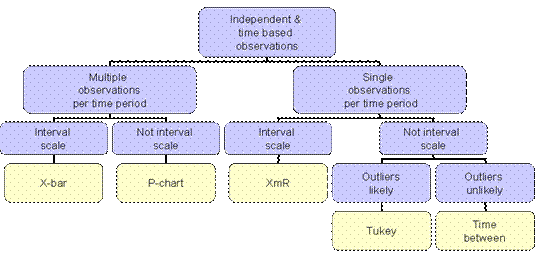 Independent &
time based
observations
Multiple
observations
per time period
Single
observations
per time period
Interval
scale
Not interval
scale
Interval
scale
Not interval
scale
X-bar
P-chart
XmR
Outliers
likely
Outliers
unlikely
Tukey
Time
between